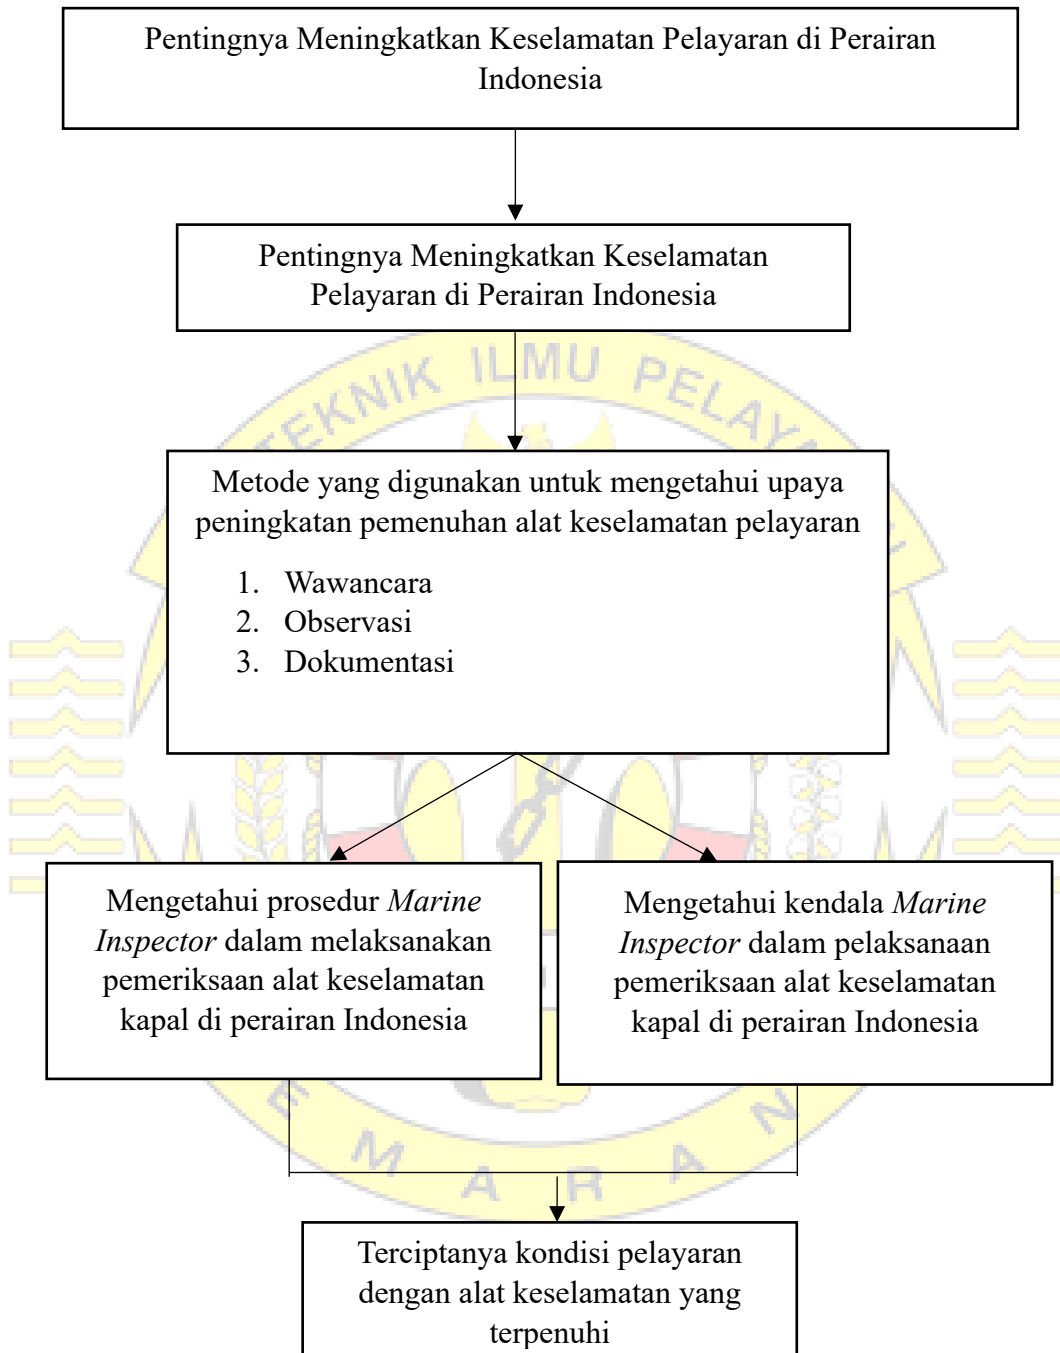 Pentingnya Meningkatkan Keselamatan Pelayaran di Perairan
Indonesia
Pentingnya Meningkatkan Keselamatan
Pelayaran di Perairan Indonesia
TEKNIK ILMU PELAYA
Metode yang digunakan untuk mengetahui upaya
peningkatan pemenuhan alat keselamatan pelayaran
1. Wawancara
2. Observasi
3. Dokumentasi
Mengetahui prosedur Marine
Inspector dalam melaksanakan
pemeriksaan alat keselamatan
kapal di perairan Indonesia
Mengetahui kendala Marine
Inspector dalam pelaksanaan
pemeriksaan alat keselamatan
kapal di perairan Indonesia
E M A R A N
Terciptanya kondisi pelayaran
dengan alat keselamatan yang
terpenuhi